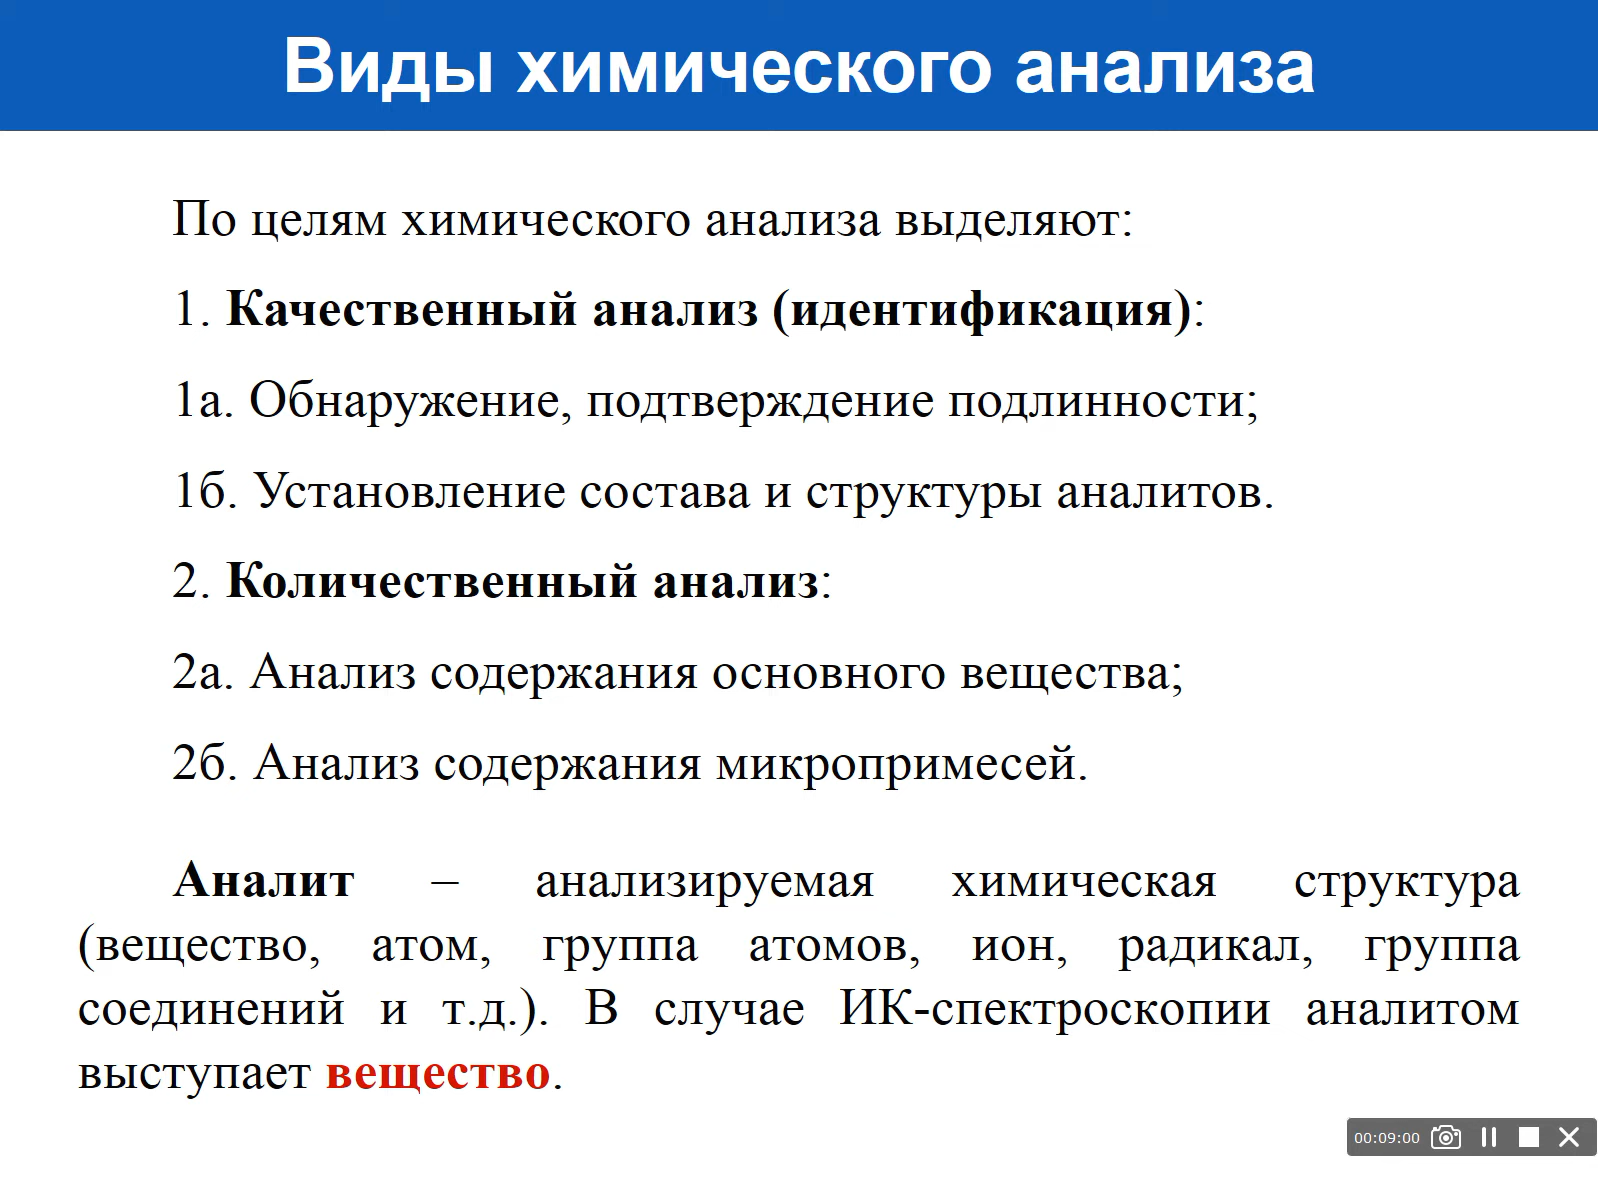 Виды химического анализа
По целям химического анализа выделяют:
1. Качественный анализ (идентификация):
1а. Обнаружение, подтверждение подлинности;
1б. Установление состава и структуры аналитов.
2. Количественный анализ:
2а. Анализ содержания основного вещества;
2б. Анализ содержания микропримесей.
Аналит – анализируемая химическая структура
(вещество, атом, группа атомов, ион, радикал, группа
соединений и т.д.). В случае ИК-спектроскопии аналитом
выступает вещество.
00:09:00